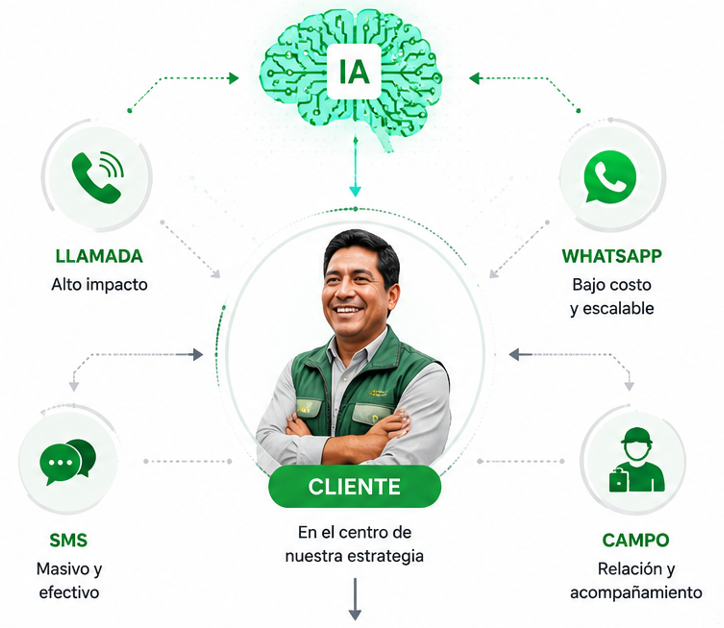 IA
LLAMADA
Alto impacto
WHATSAPP
Bajo costo
y escalable
SMS
Masivo y
efectivo
CLIENTE
En el centro de
nuestra estrategia
CAMPO
Relación y
acompañamiento